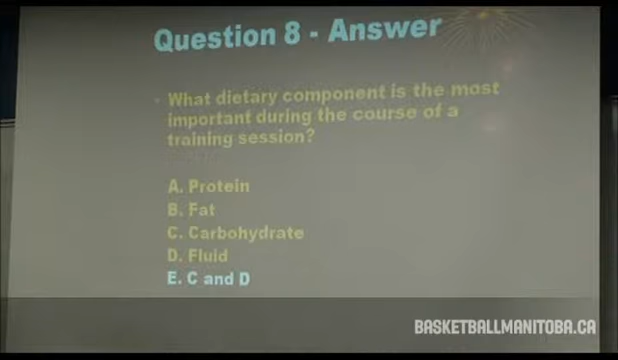 Question 8 - Answer
What dietary component is the most
important during the course of a
training session?
A. Protein
B. Fat
C. Carbohydrate
D. Fluid
E. C and D
BASKETBALLMANITOBA.CA